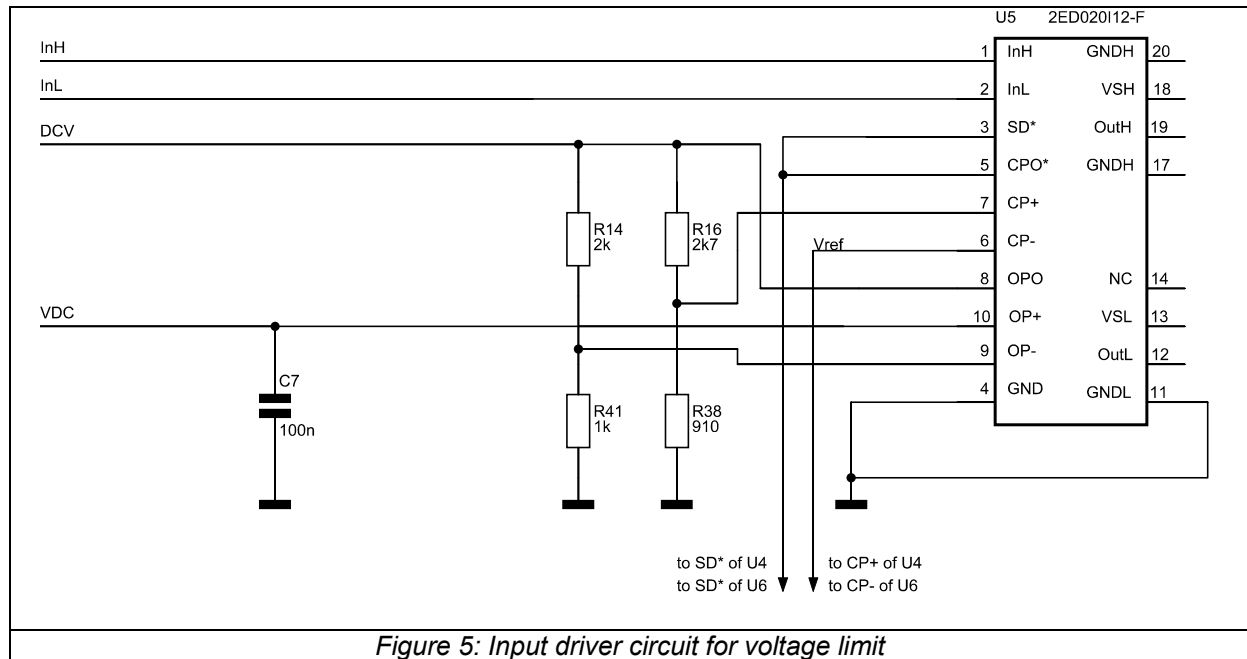 U5 2ED020I12-F
InH 1 InH GNDH 20
InL 2 InL VSH 18
DCV 3 SD* OutH 19
5 CPO* GNDH 17
7 CP+
R14 R16
2k 2k7
Vref 6 CP-
8 OPO NC 14
VDC 10 OP+ VSL 13
9 OP- OutL 12
C7 4 GND GNDL 11
100n
R41 R38
1k 910
to SD* of U4 to CP+ of U4
to SD* of U6 to CP- of U6
Figure 5: Input driver circuit for voltage limit